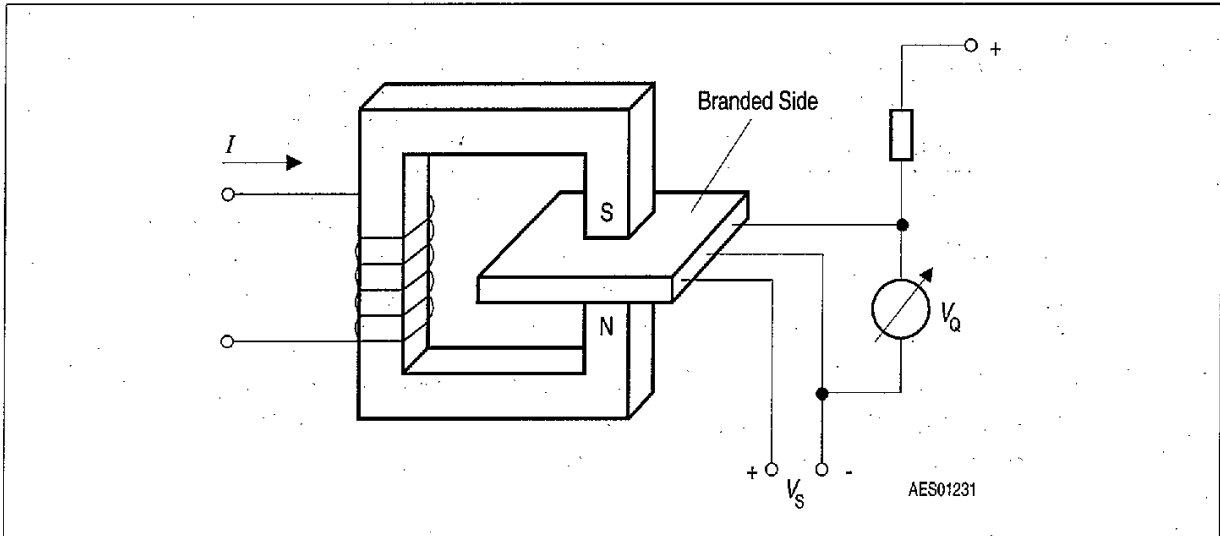 +
Branded Side
I
S
N
V_Q
+ V_S -
AES01231